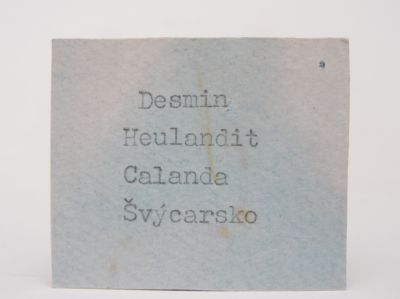 Desmin
Heulandit
Calanda
Švýcarsko